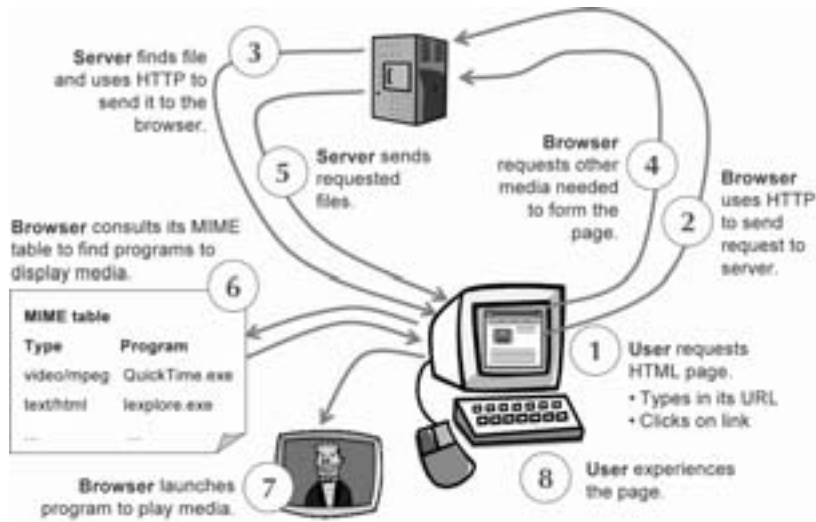 3
Server finds file
and uses HTTP to
send it to the
browser.
5
Server sends
requested
files.
Browser
requests other
media needed
to form the
page.
4
2
Browser
uses HTTP
to send
request to
server.
Browser consults its MIME
table to find programs to
display media.
6
MIME table
Type Program
video/mpeg QuickTime.exe
text/html Iexplore.exe
... ...
1
User requests
HTML page.
• Types in its URL
• Clicks on link
7
Browser launches
program to play media.
8
User experiences
the page.